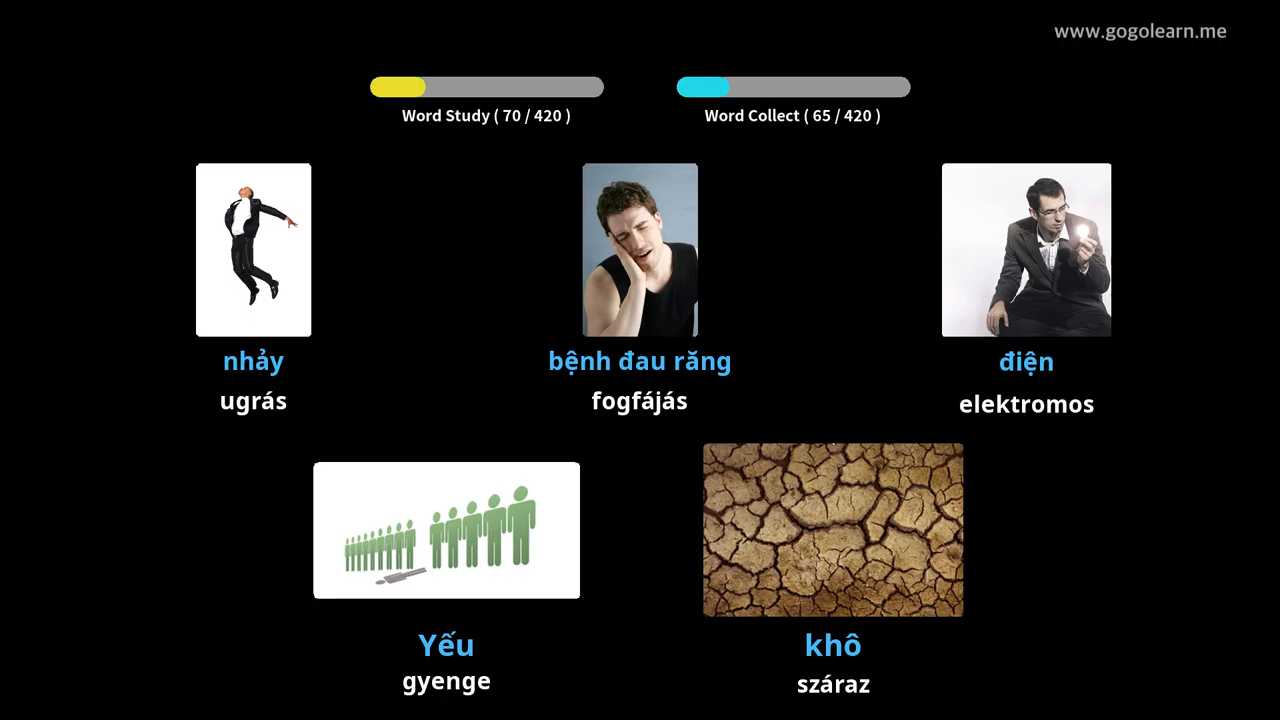 www.gogolearn.me
Word Study ( 70 / 420 )
Word Collect ( 65 / 420 )
nhảy
ugrás
bệnh đau răng
fogfájás
điện
elektromos
Yếu
gyenge
khô
száraz